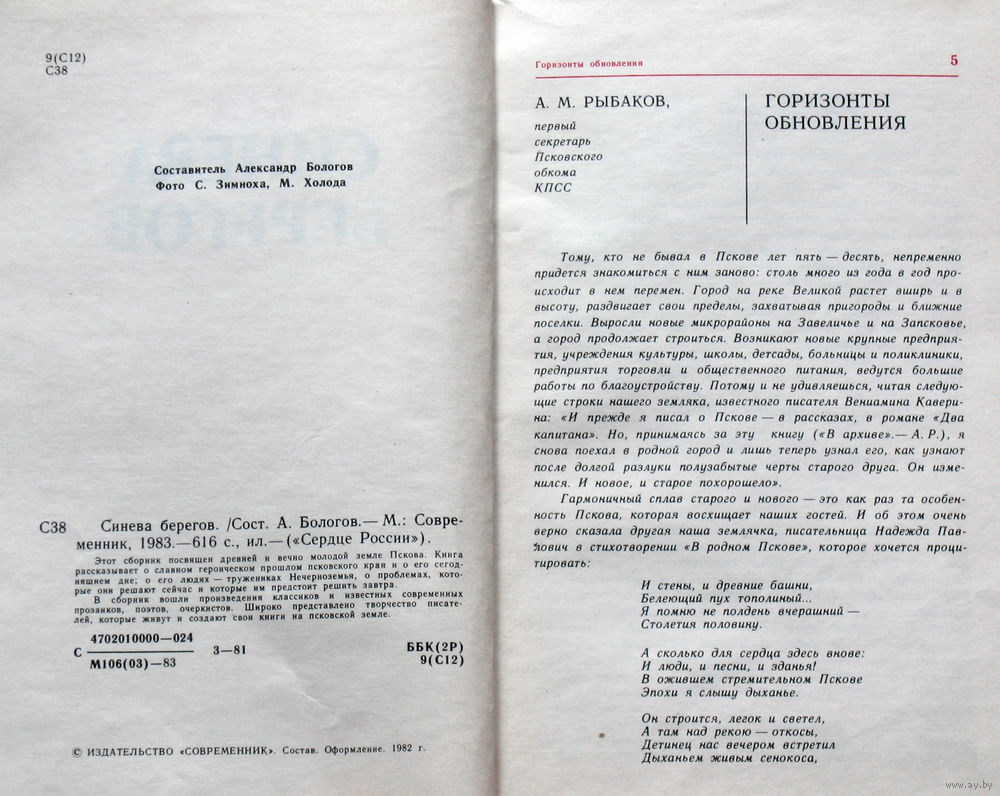 9(С12)
С38
Составитель Александр Бологов
Фото С. Зимноха, М. Холода
С38 Синева берегов. /Сост. А. Бологов.— М.: Совре-
менник, 1983.—616 с., ил.— («Сердце России»).
Этот сборник посвящен древней и вечно молодой земле Пскова. Книга
рассказывает о славном героическом прошлом псковского края и о его сегод-
няшнем дне; о его людях — тружениках Нечерноземья, о проблемах, кото-
рые они решают сейчас и которые им предстоит решить завтра.
В сборник вошли произведения классиков и известных современных
прозаиков, поэтов, очеркистов. Широко представлено творчество писате-
лей, которые живут и создают свои книги на псковской земле.
С 4702010000—024 3—81
М106(03)—83
ББК(2Р)
9(С12)
© ИЗДАТЕЛЬСТВО «СОВРЕМЕННИК». Состав. Оформление. 1982 г.
Горизонты обновления 5
А. М. РЫБАКОВ,
первый
секретарь
Псковского
обкома
КПСС
ГОРИЗОНТЫ
ОБНОВЛЕНИЯ
Тому, кто не бывал в Пскове лет пять — десять, непременно
придется знакомиться с ним заново: столь много из года в год про-
исходит в нем перемен. Город на реке Великой растет вширь и в
высоту, раздвигает свои пределы, захватывая пригороды и ближние
поселки. Выросли новые микрорайоны на Завеличье и на Запсковье,
а город продолжает строиться. Возникают новые крупные предприя-
тия, учреждения культуры, школы, детсады, больницы и поликлиники,
предприятия торговли и общественного питания, ведутся большие
работы по благоустройству. Потому и не удивляешься, читая следую-
щие строки нашего земляка, известного писателя Вениамина Кавери-
на: «И прежде я писал о Пскове — в рассказах, в романе «Два
капитана». Но, принимаясь за эту книгу («В архиве».— А. Р.), я
снова поехал в родной город и лишь теперь узнал его, как узнают
после долгой разлуки полузабытые черты старого друга. Он изме-
нился. И новое, и старое похорошело».
Гармоничный сплав старого и нового — это как раз та особен-
ность Пскова, которая восхищает наших гостей. И об этом очень
верно сказала другая наша землячка, писательница Надежда Пав-
лович в стихотворении «В родном Пскове», которое хочется проци-
тировать:
И стены, и древние башни,
Белеющий пух тополиный...
Я помню не полдень вчерашний —
Столетия половину.
А сколько для сердца здесь внове:
И люди, и песни, и зданья!
В ожившем стремительном Пскове
Эпохи я слышу дыханье.
Он строится, легок и светел,
А там над рекою — откосы,
Детинец нас вечером встретил
Дыханьем живым сенокоса,
www.ay.by